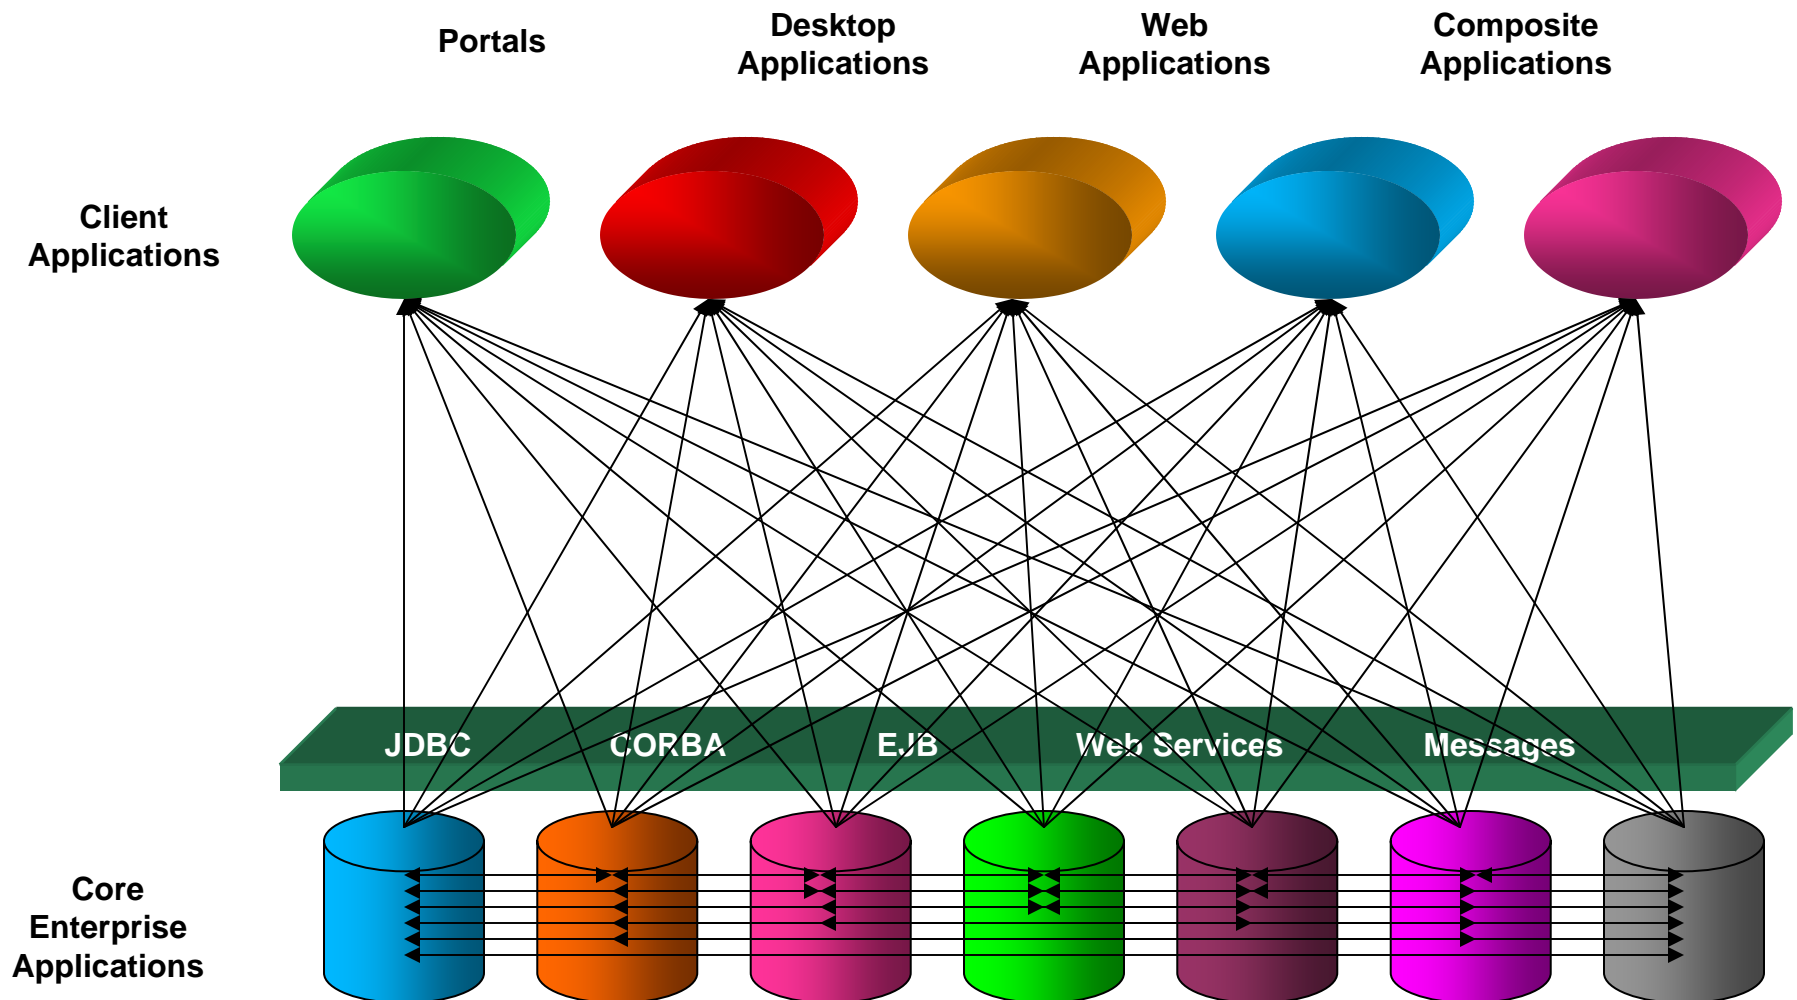 Portals
Desktop
Applications
Web
Applications
Composite
Applications
Client
Applications
JDBC
CORBA
EJB
Web Services
Messages
Core
Enterprise
Applications